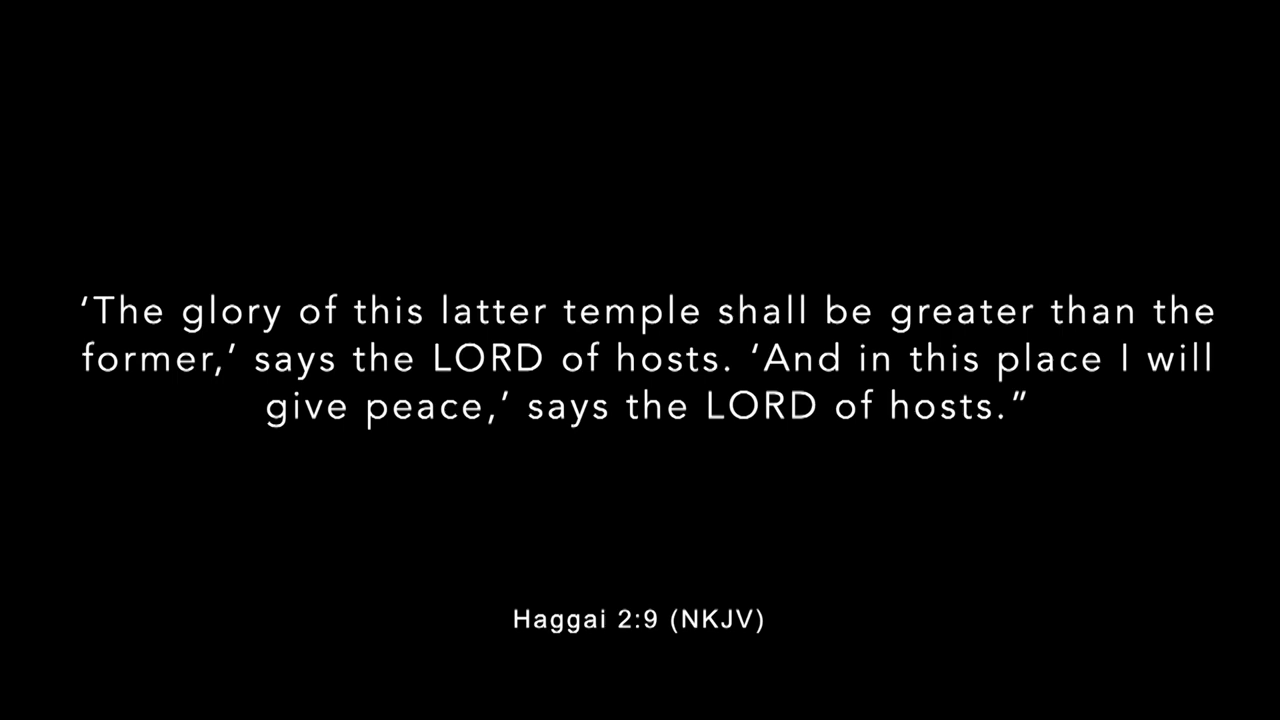 ‘The glory of this latter temple shall be greater than the
former,’ says the LORD of hosts. ‘And in this place I will
give peace,’ says the LORD of hosts.”
Haggai 2:9 (NKJV)